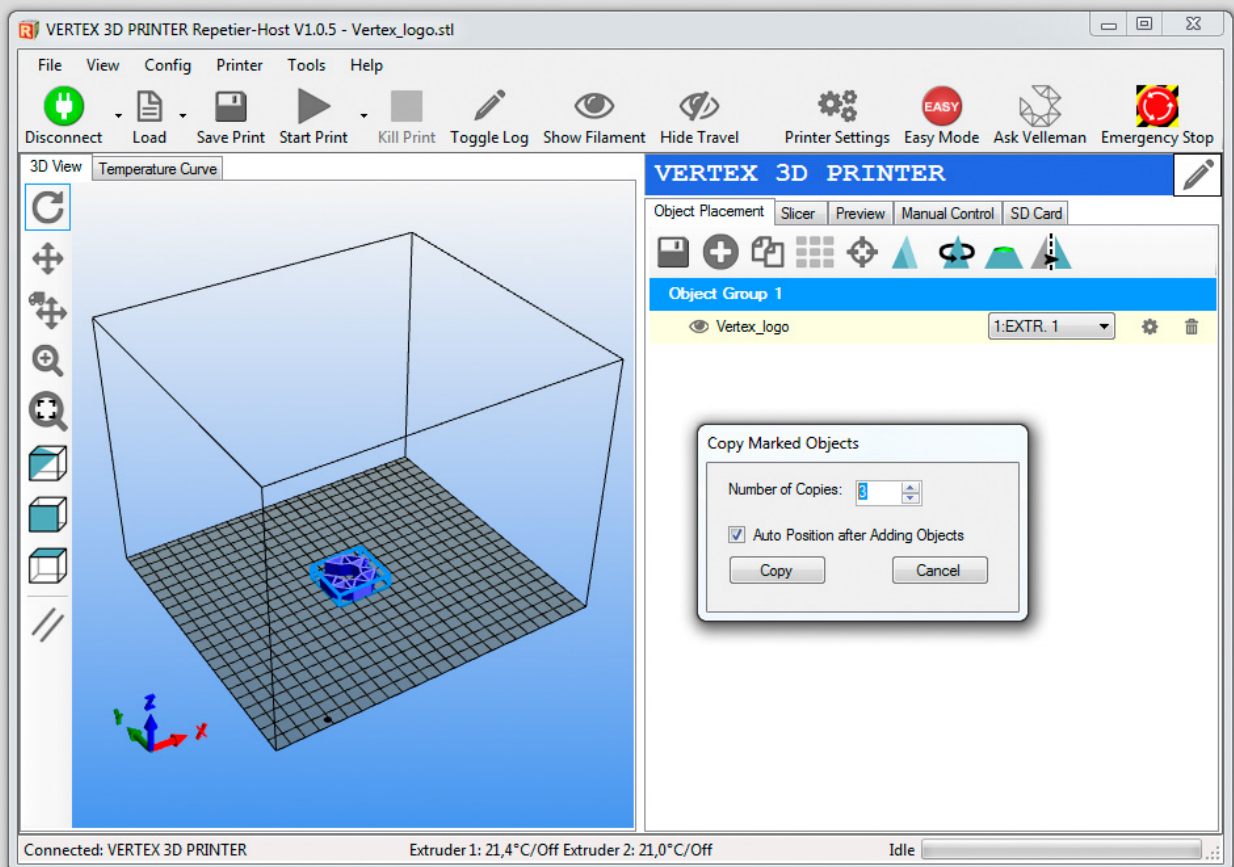 VERTEX 3D PRINTER Repetier-Host V1.0.5 - Vertex_logo.stl
File View Config Printer Tools Help
Disconnect Load Save Print Start Print Kill Print Toggle Log Show Filament Hide Travel Printer Settings EASY Easy Mode Ask Velleman Emergency Stop
3D View Temperature Curve
VERTEX 3D PRINTER
Object Placement Slicer Preview Manual Control SD Card
Object Group 1
Vertex_logo 1:EXTR. 1
Copy Marked Objects
Number of Copies: 3
Auto Position after Adding Objects
Copy Cancel
Z
Y X
Connected: VERTEX 3D PRINTER Extruder 1: 21,4°C/Off Extruder 2: 21,0°C/Off Idle